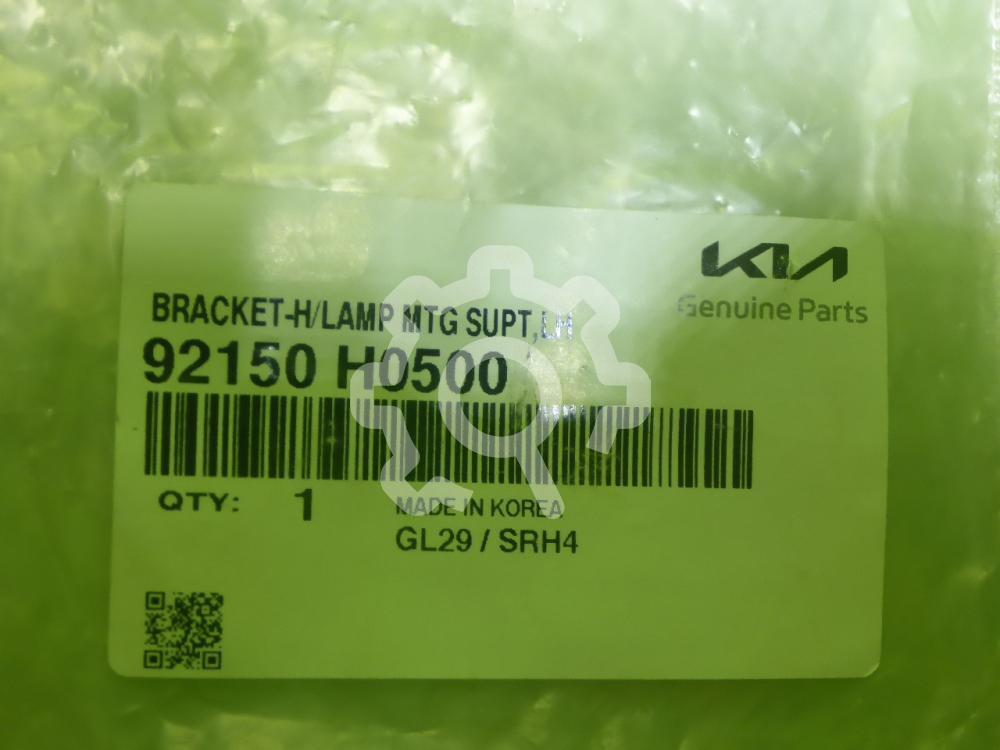 KIA
Genuine Parts
BRACKET-H/LAMP MTG SUPT,LH
92150 H0500
QTY: 1
MADE IN KOREA
GL29 / SRH4